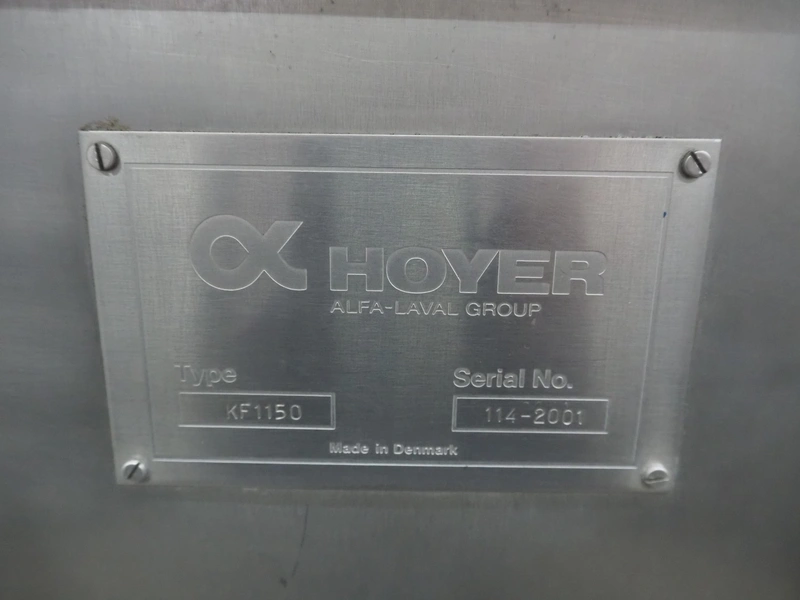 HOYER
ALFA-LAVAL GROUP
Type Serial No.
KF1150 114-2001
Made in Denmark